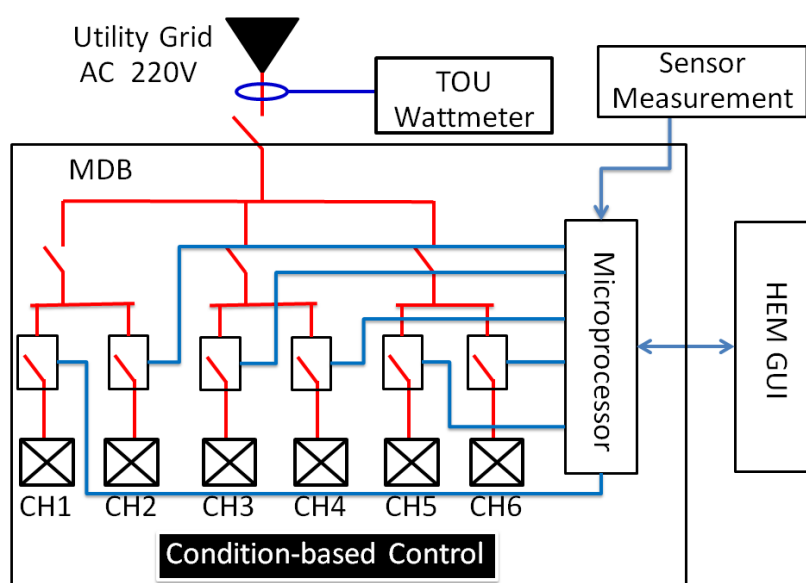 Utility Grid
AC 220V
TOU
Wattmeter
Sensor
Measurement
MDB
Microprocessor
HEM GUI
CH1
CH2
CH3
CH4
CH5
CH6
Condition-based Control